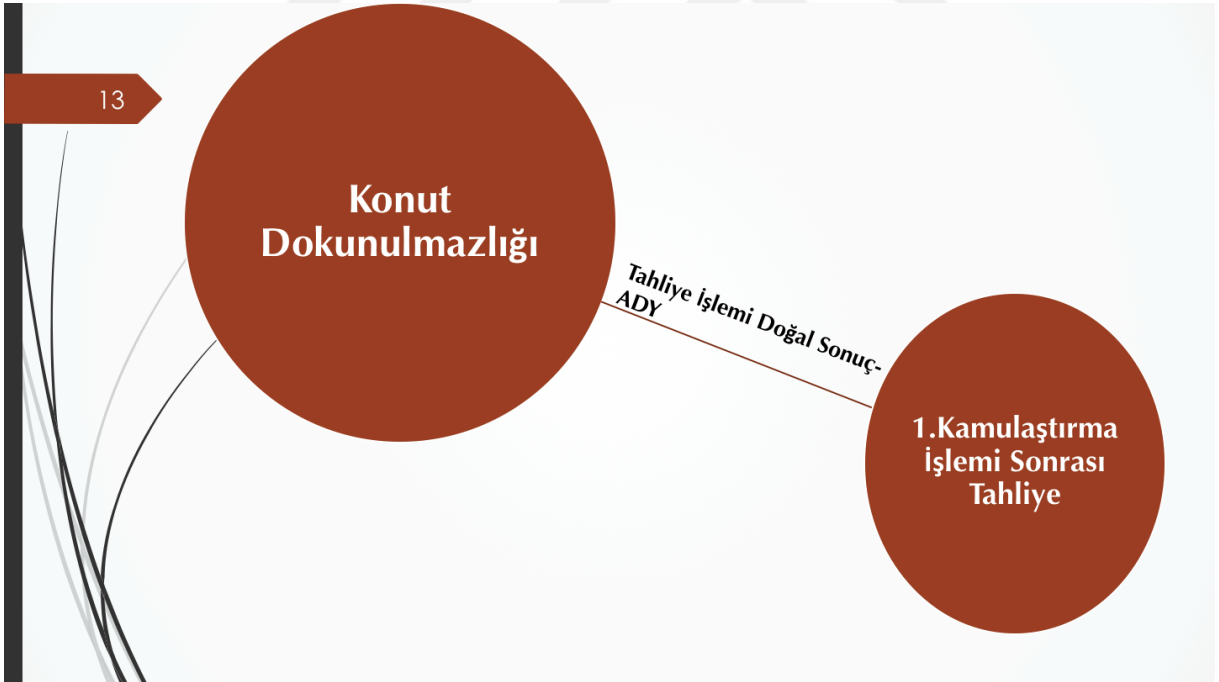 13
Konut
Dokunulmazlığı
Tahliye İşlemi Doğal Sonuç-
ADY
1.Kamulaştırma
İşlemi Sonrası
Tahliye